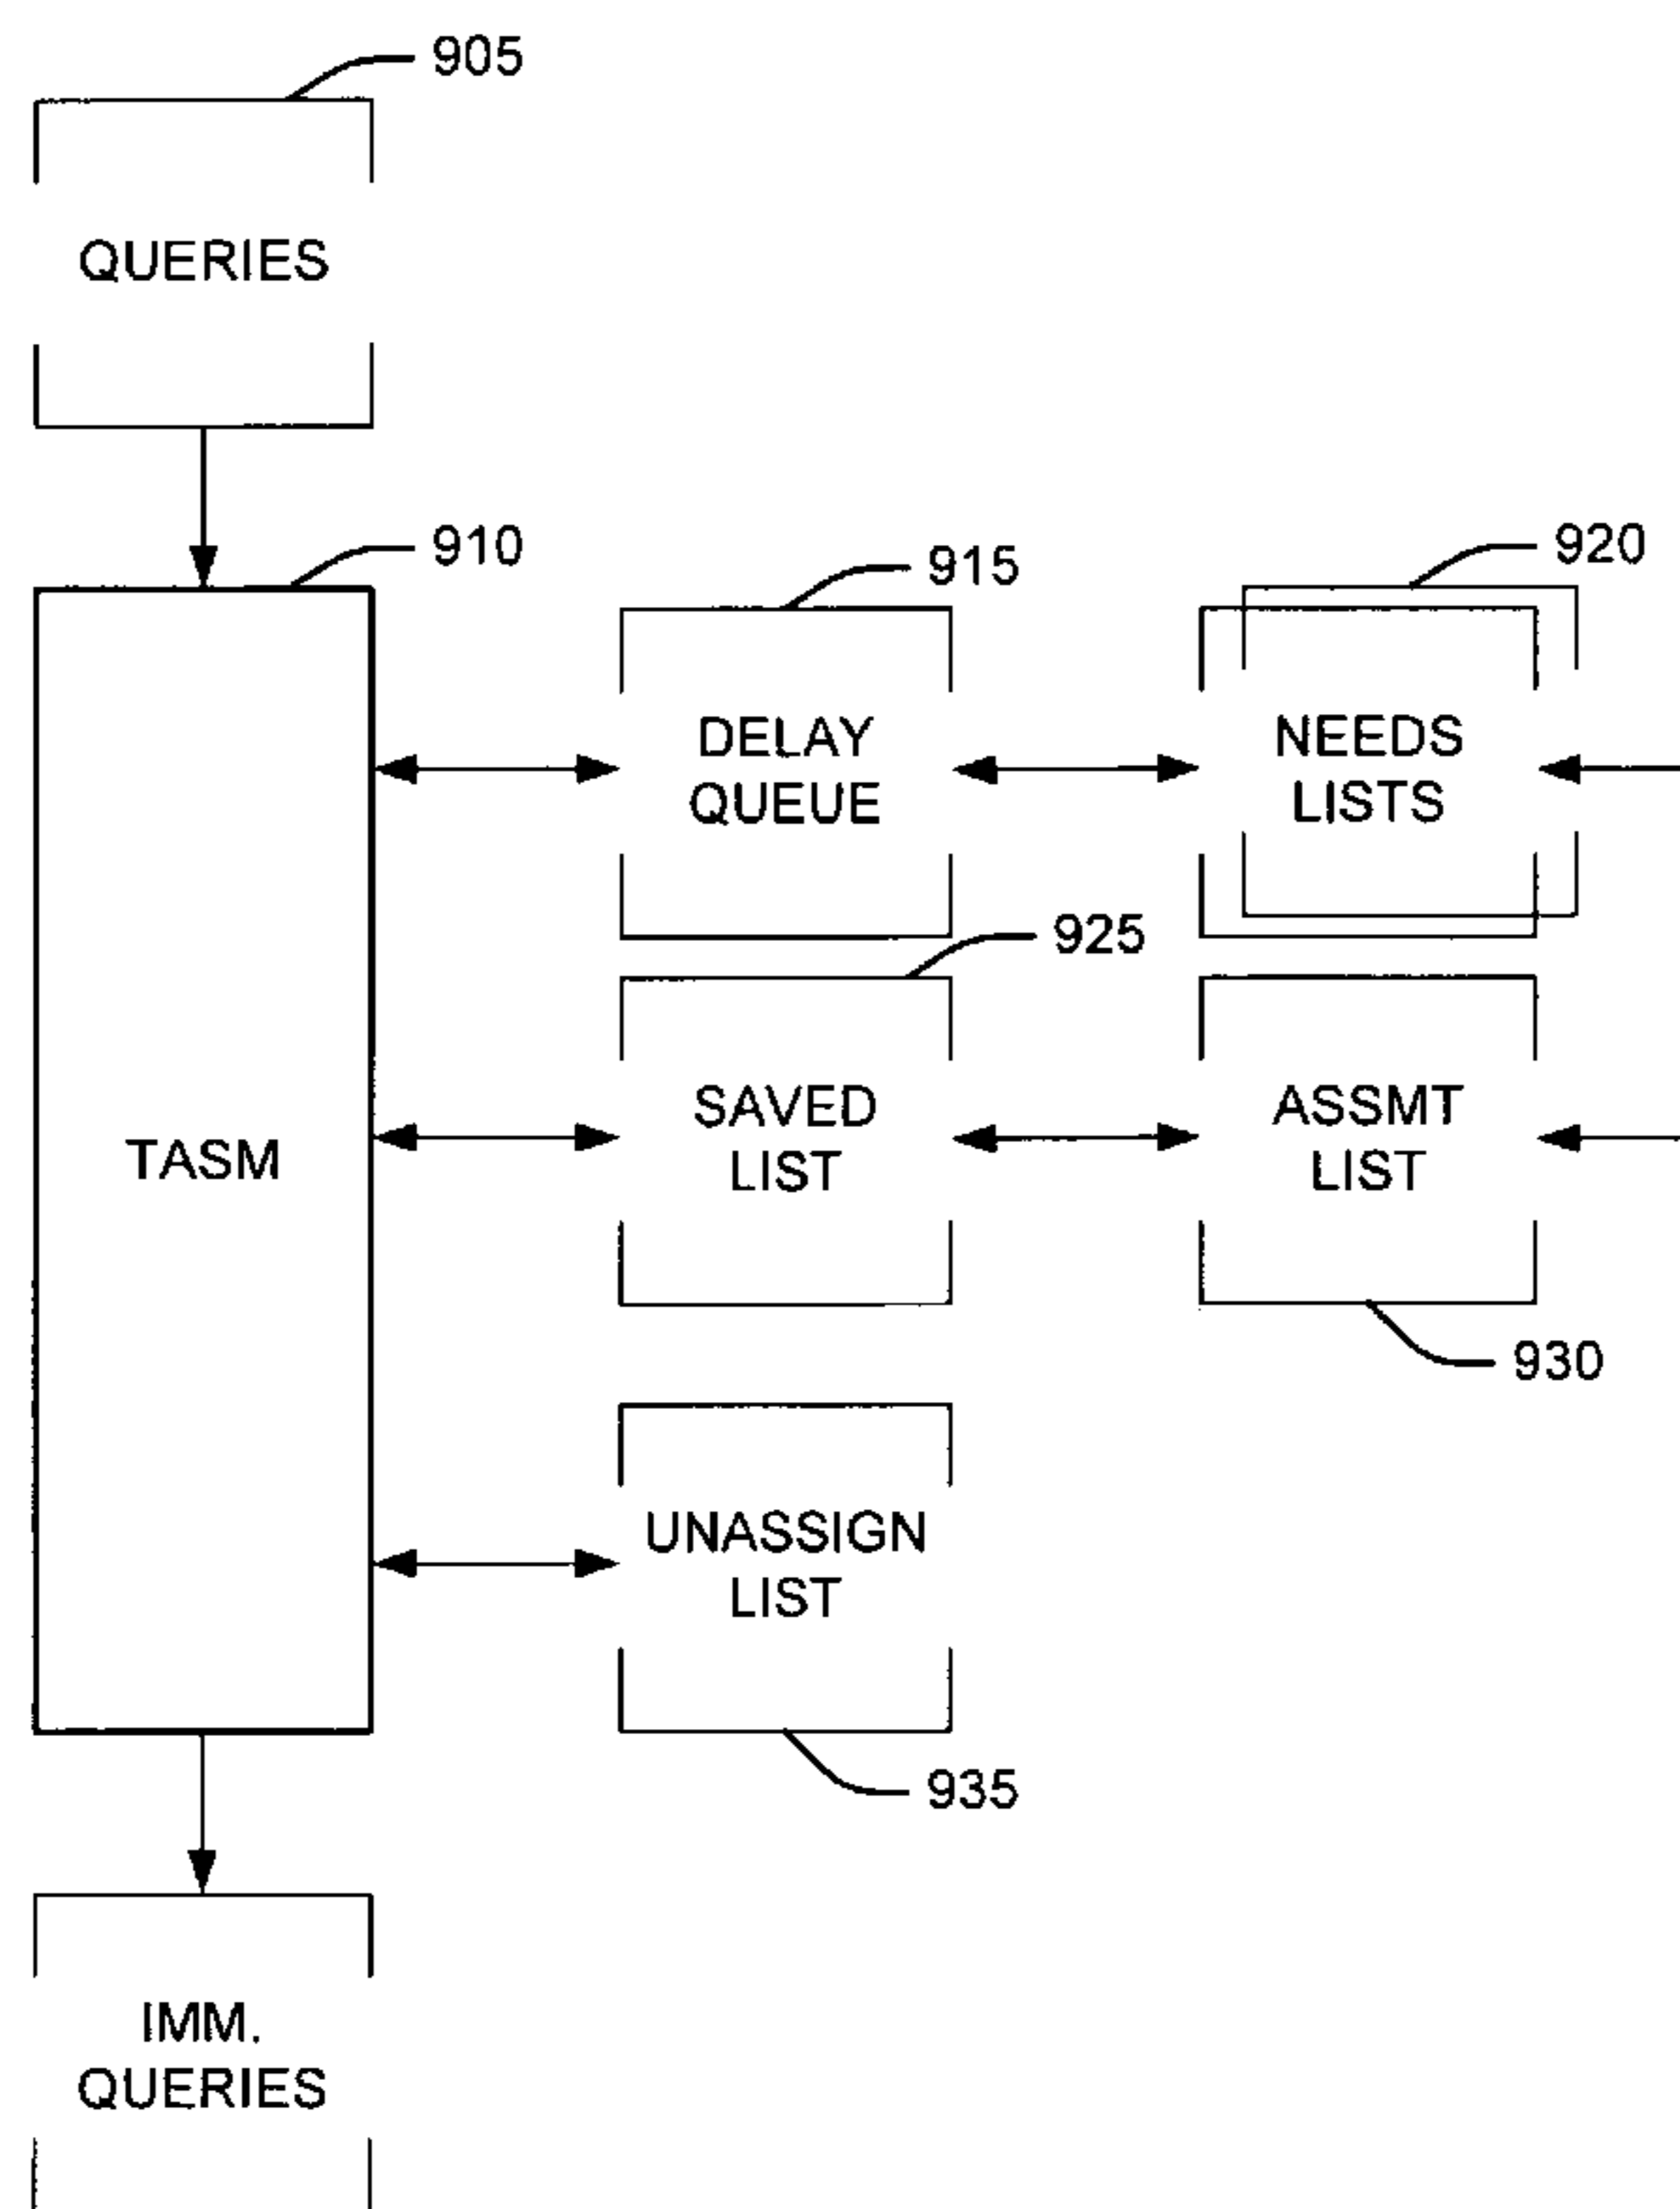 905
QUERIES
910
915
920
DELAY
QUEUE
NEEDS
LISTS
925
SAVED
LIST
ASSMT
LIST
TASM
930
UNASSIGN
LIST
935
IMM.
QUERIES